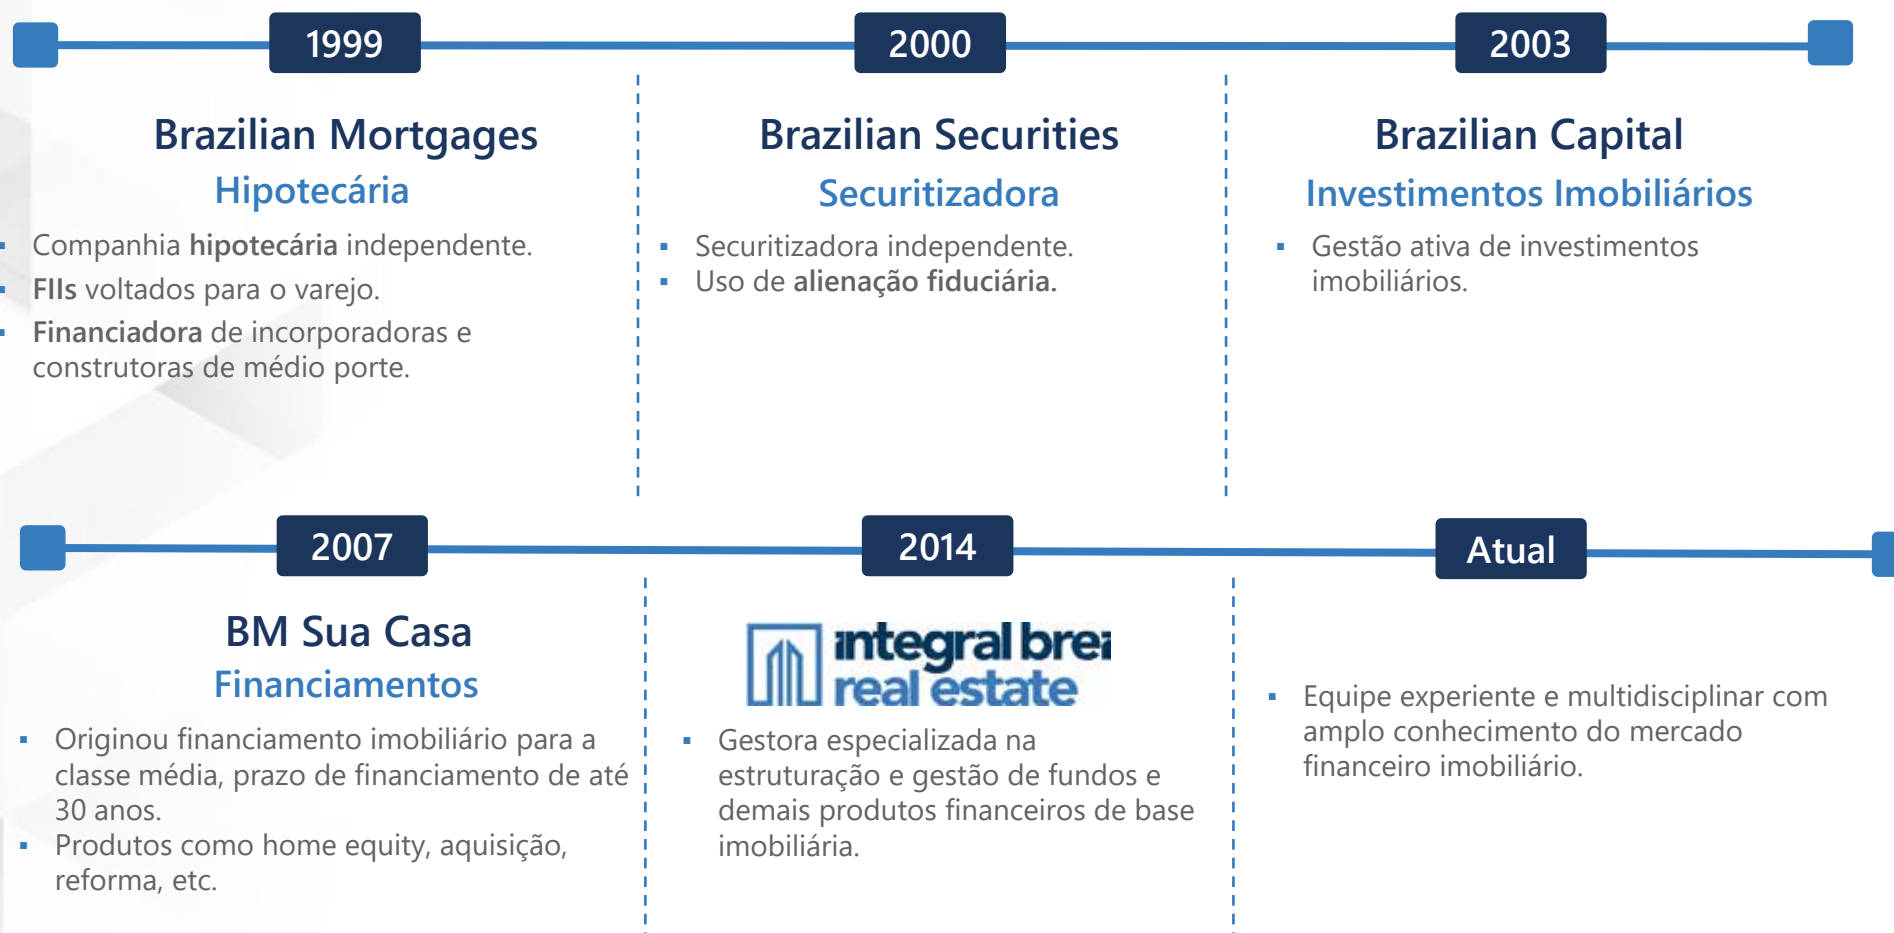 1999
2000
2003
Brazilian Mortgages
Hipotecária
▪ Companhia hipotecária independente.
▪ FIIs voltados para o varejo.
▪ Financiadora de incorporadoras e
construtoras de médio porte.
Brazilian Securities
Securitizadora
▪ Securitizadora independente.
▪ Uso de alienação fiduciária.
Brazilian Capital
Investimentos Imobiliários
▪ Gestão ativa de investimentos
imobiliários.
2007
2014
Atual
BM Sua Casa
Financiamentos
▪ Originou financiamento imobiliário para a
classe média, prazo de financiamento de até
30 anos.
▪ Produtos como home equity, aquisição,
reforma, etc.
integral brei
real estate
▪ Gestora especializada na
estruturação e gestão de fundos e
demais produtos financeiros de base
imobiliária.
▪ Equipe experiente e multidisciplinar com
amplo conhecimento do mercado
financeiro imobiliário.